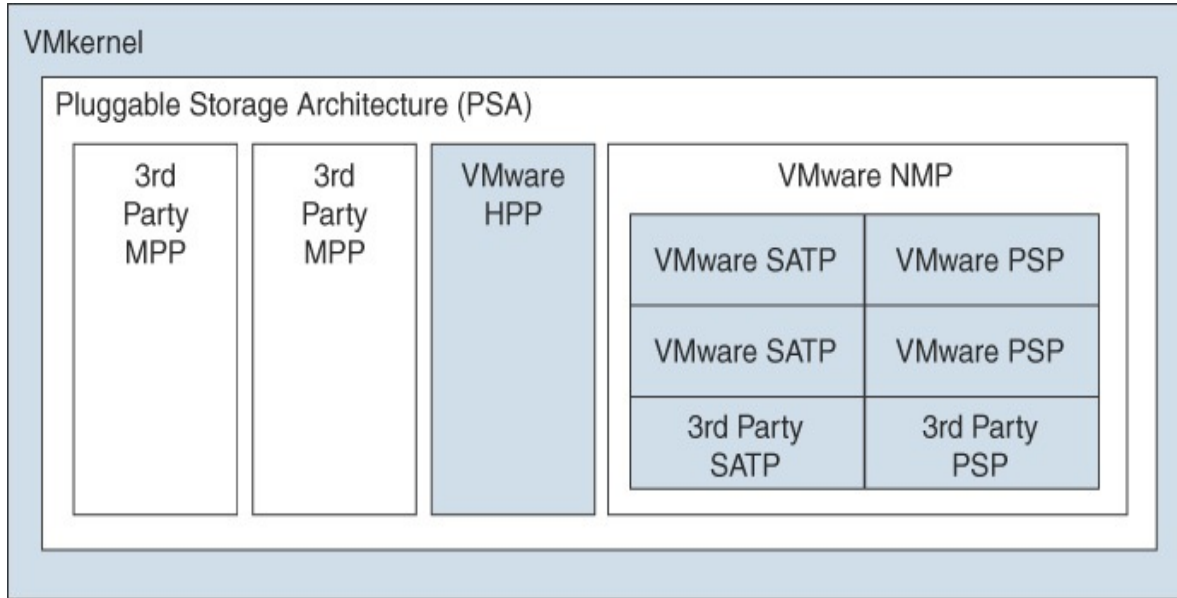 VMkernel
Pluggable Storage Architecture (PSA)
3rd
Party
MPP
3rd
Party
MPP
VMware
HPP
VMware NMP
VMware SATP
VMware PSP
VMware SATP
VMware PSP
3rd Party
SATP
3rd Party
PSP